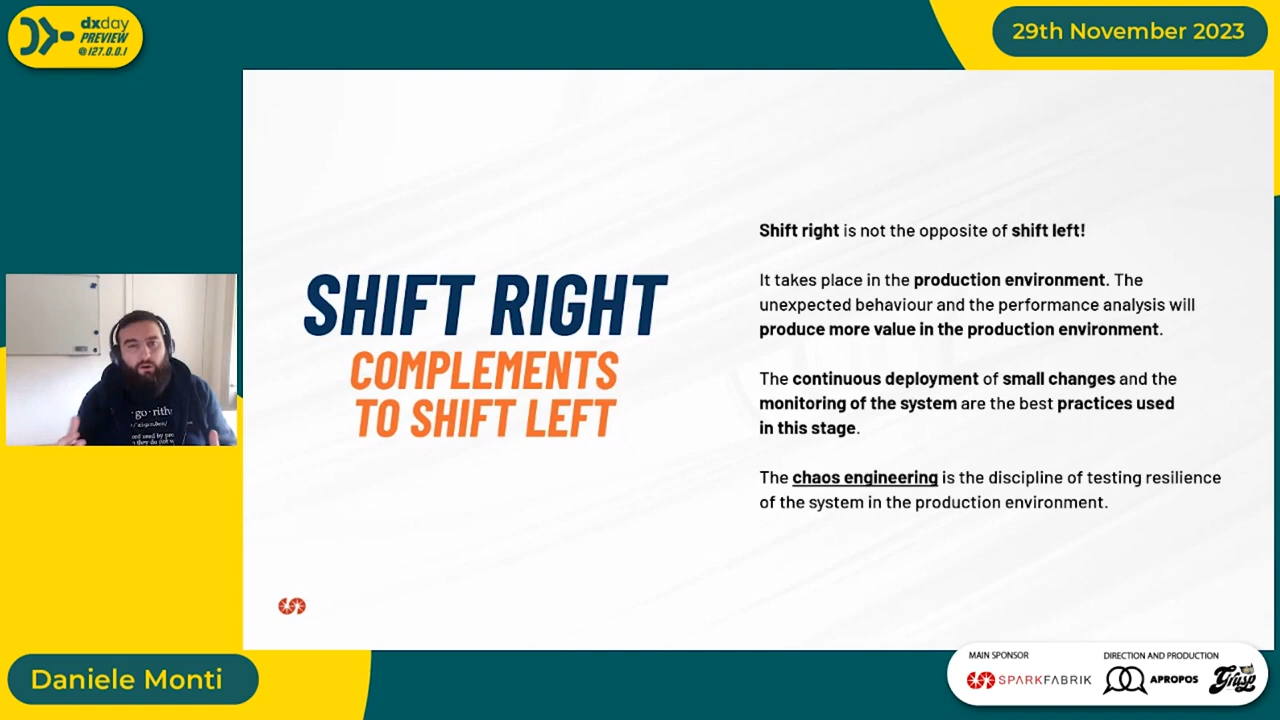 dxday
PREVIEW
@127.0.0.1
29th November 2023
SHIFT RIGHT
COMPLEMENTS
TO SHIFT LEFT
Shift right is not the opposite of shift left!
It takes place in the production environment. The
unexpected behaviour and the performance analysis will
produce more value in the production environment.
The continuous deployment of small changes and the
monitoring of the system are the best practices used
in this stage.
The chaos engineering is the discipline of testing resilience
of the system in the production environment.
Daniele Monti
MAIN SPONSOR
SPARKFABRIK
DIRECTION AND PRODUCTION
APROPOS
Grusp